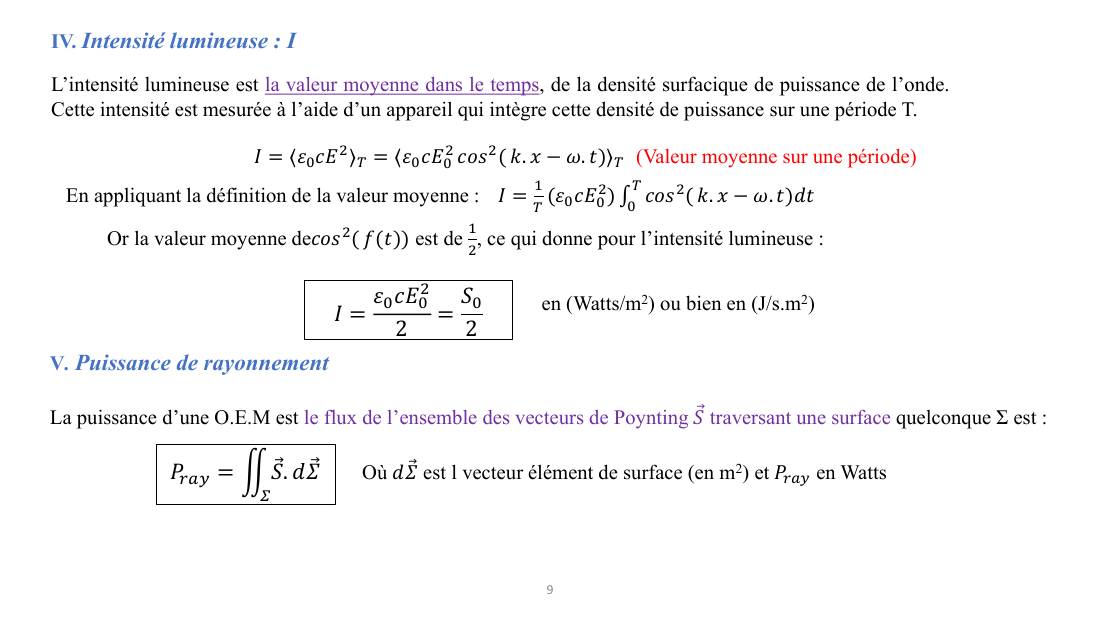 IV. Intensité lumineuse : I
L’intensité lumineuse est la valeur moyenne dans le temps, de la densité surfacique de puissance de l’onde.
Cette intensité est mesurée à l’aide d’un appareil qui intègre cette densité de puissance sur une période T.
I = ⟨ε₀cE²⟩_T = ⟨ε₀cE₀² cos²( k. x − ω. t)⟩_T (Valeur moyenne sur une période)
En appliquant la définition de la valeur moyenne : I = 1/T (ε₀cE₀²) ∫₀ᵀ cos²( k. x − ω. t)dt
Or la valeur moyenne decos²( f(t)) est de 1/2, ce qui donne pour l’intensité lumineuse :
I = ε₀cE₀²/2 = S₀/2 en (Watts/m²) ou bien en (J/s.m²)
V. Puissance de rayonnement
La puissance d’une O.E.M est le flux de l’ensemble des vecteurs de Poynting S⃗ traversant une surface quelconque Σ est :
P_ray = ∬_Σ S⃗. dΣ⃗ Où dΣ⃗ est l vecteur élément de surface (en m²) et P_ray en Watts
9